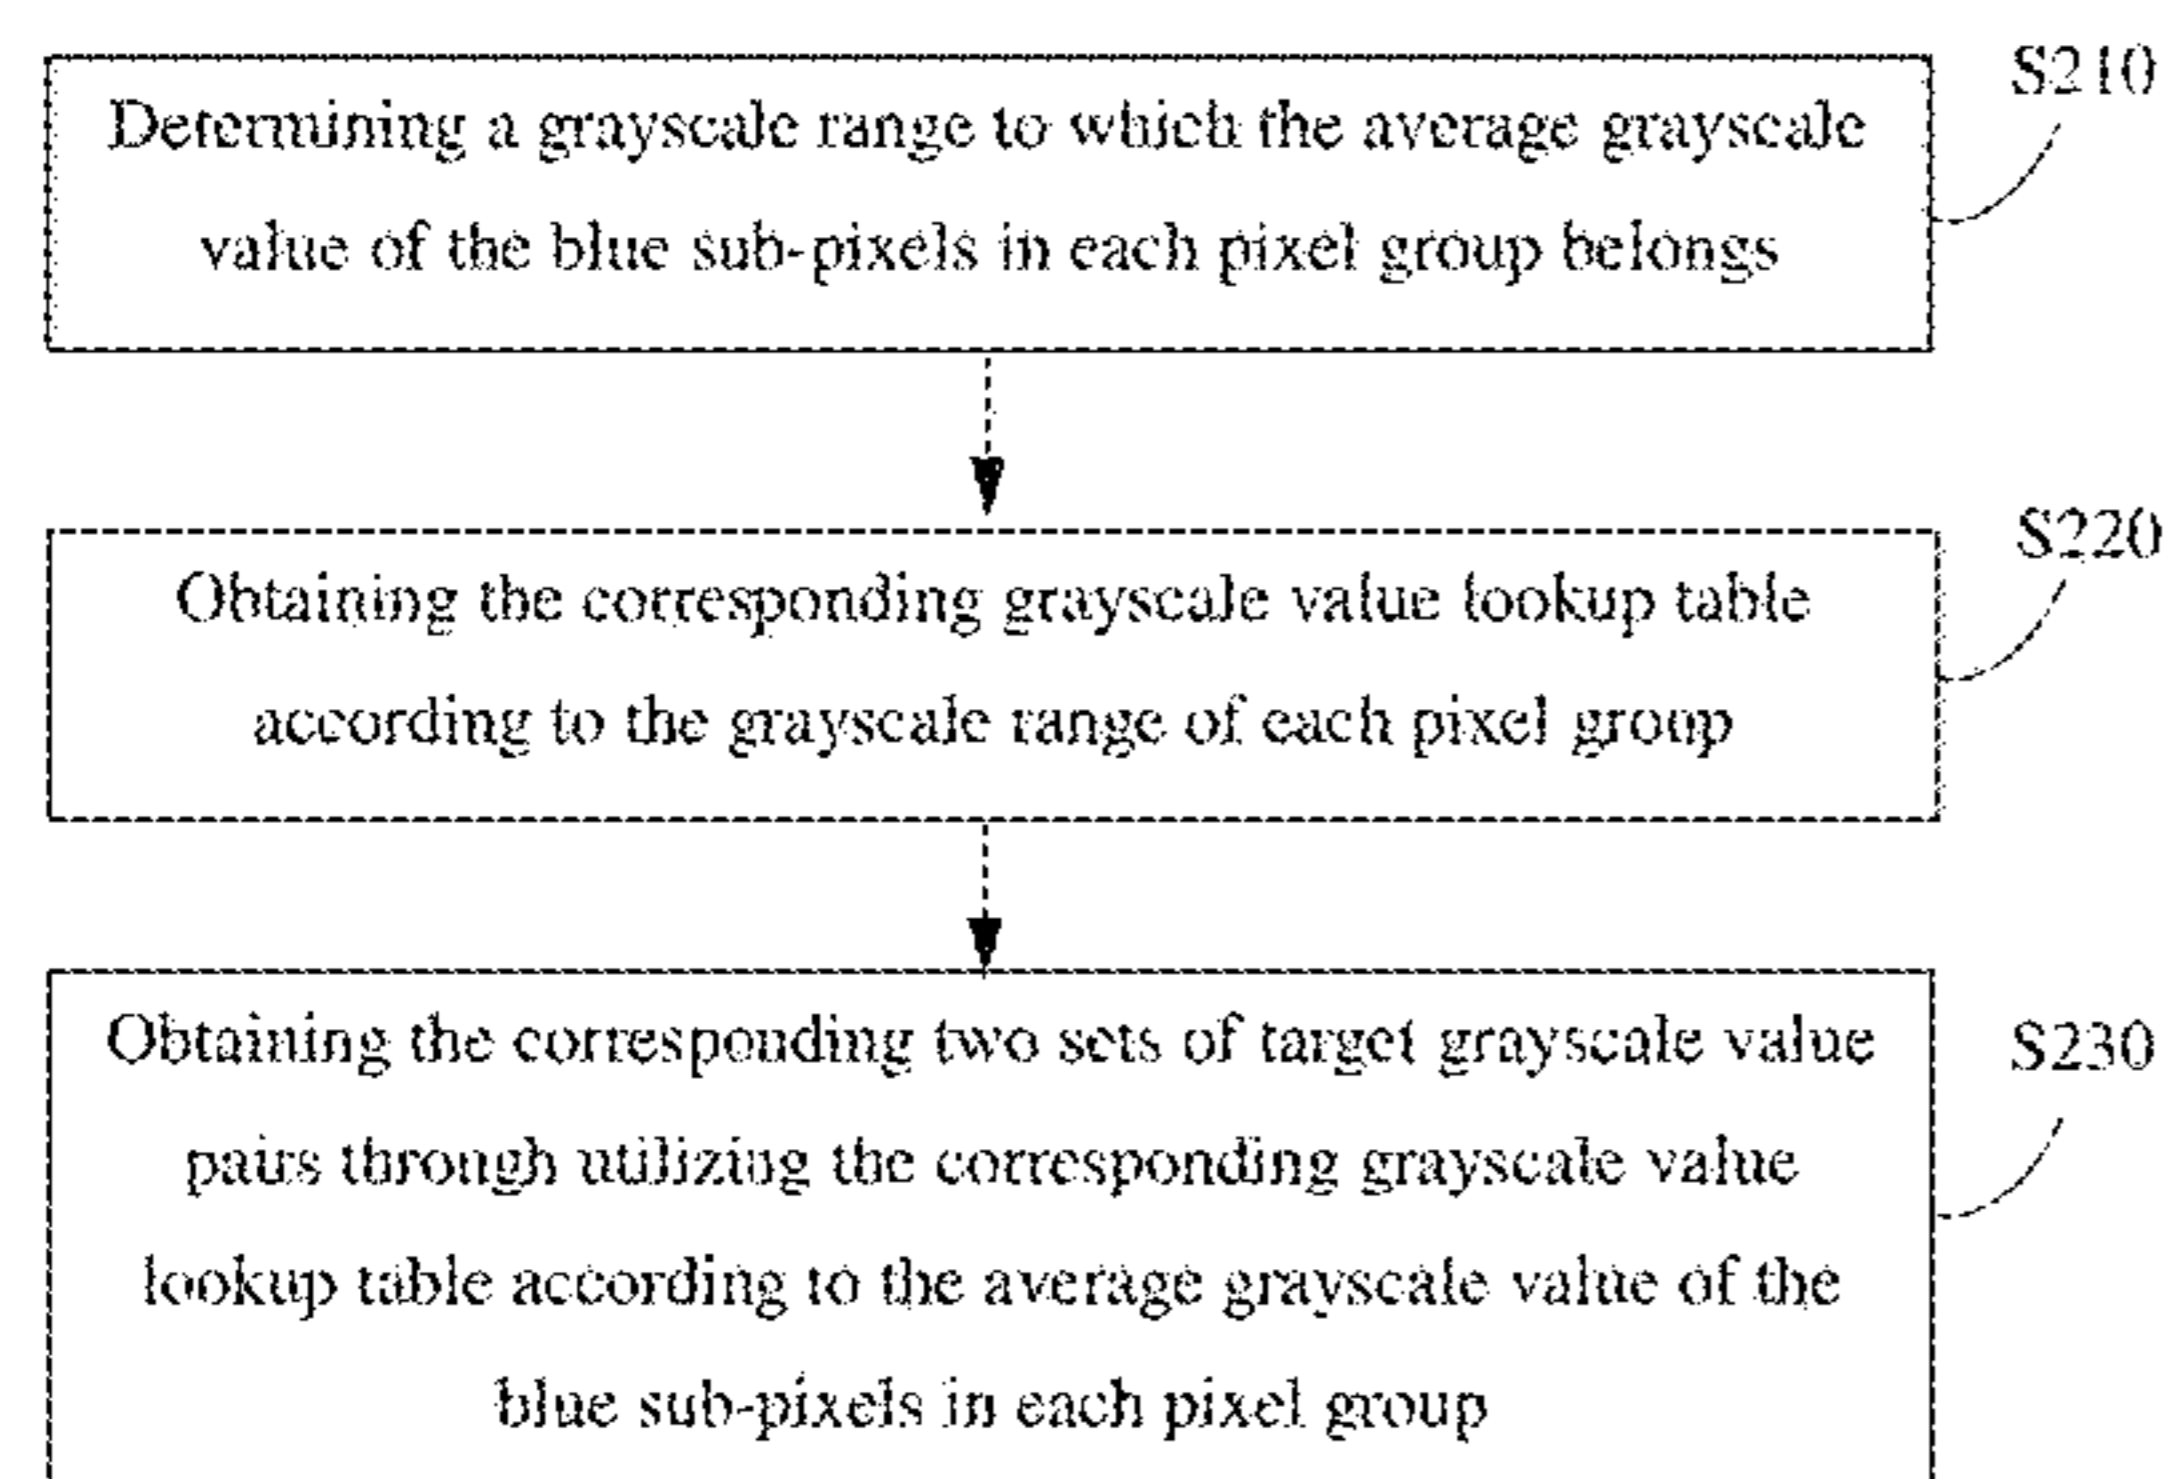 S210
Determining a grayscale range to which the average grayscale
value of the blue sub-pixels in each pixel group belongs
S220
Obtaining the corresponding grayscale value lookup table
according to the grayscale range of each pixel group
S230
Obtaining the corresponding two sets of target grayscale value
pairs through utilizing the corresponding grayscale value
lookup table according to the average grayscale value of the
blue sub-pixels in each pixel group